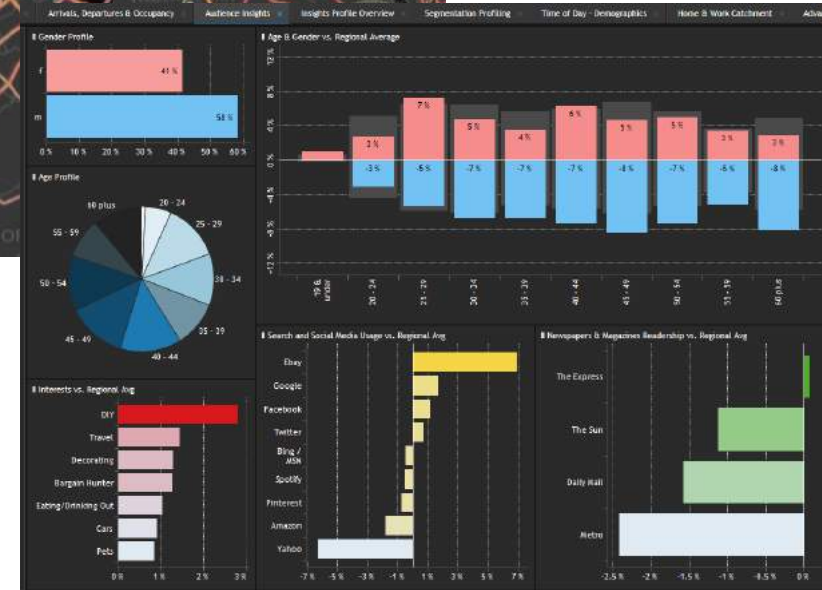 Arrivals, Departures & Occupancy
Audience Insights
Insights Profile Overview
Segmentation Profiling
Time of Day - Demographics
Home & Work Catchment
Gender Profile
f
41 %
m
58 %
0 % 10 % 20 % 30 % 40 % 50 % 60 %
Age & Gender vs. Regional Average
12 %
8 %
4 %
0 %
-4 %
-8 %
-12 %
3 %
7 %
5 %
4 %
6 %
5 %
5 %
3 %
3 %
-3 %
-5 %
-7 %
-7 %
-7 %
-8 %
-7 %
-6 %
-8 %
19 & under
20 - 24
25 - 29
30 - 34
35 - 39
40 - 44
45 - 49
50 - 54
55 - 59
60 plus
Age Profile
60 plus
20 - 24
25 - 29
30 - 34
35 - 39
40 - 44
45 - 49
50 - 54
55 - 59
Interests vs. Regional Avg
DIY
Travel
Decorating
Bargain Hunter
Eating/Drinking Out
Cars
Pets
0 % 1 % 2 % 3 %
Search and Social Media Usage vs. Regional Avg
Ebay
Google
Facebook
Twitter
Bing /
MSN
Spotify
Pinterest
Amazon
Yahoo
-7 % -5 % -3 % -1 % 1 % 3 % 5 % 7 %
Newspapers & Magazines Readership vs. Regional Avg
The Express
The Sun
Daily Mail
Metro
-2.5 % -2 % -1.5 % -1 % -0.5 % 0 %